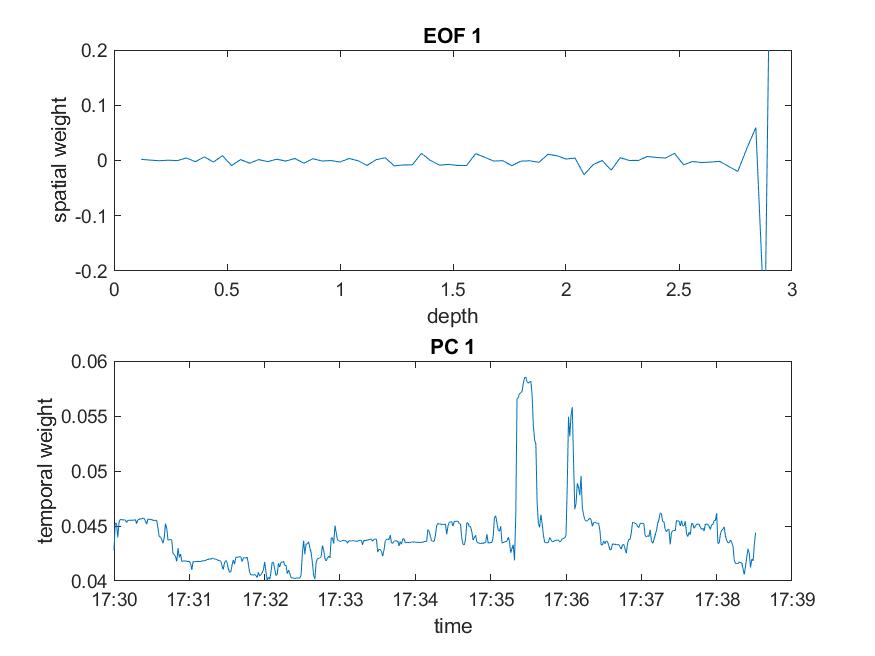 EOF 1
0.2
0.1
0
-0.1
-0.2
spatial weight
0 0.5 1 1.5 2 2.5 3
depth
PC 1
0.06
0.055
0.05
0.045
0.04
temporal weight
17:30 17:31 17:32 17:33 17:34 17:35 17:36 17:37 17:38 17:39
time